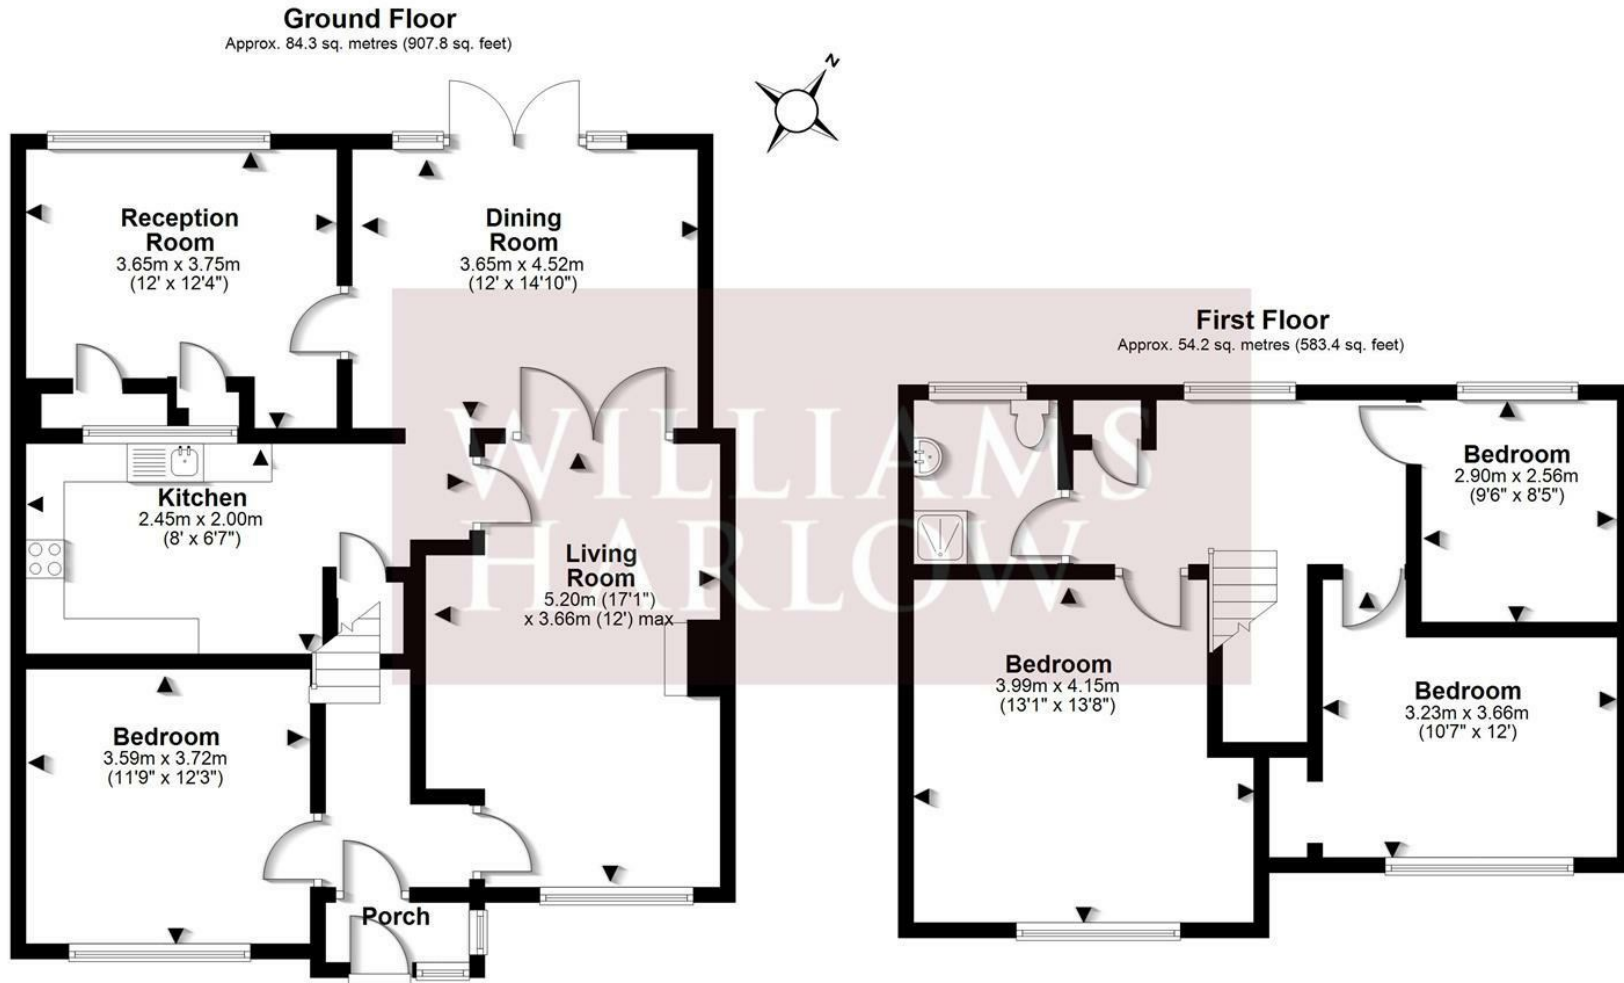 Ground Floor
Approx. 84.3 sq. metres (907.8 sq. feet)
N
Reception
Room
3.65m x 3.75m
(12' x 12'4")
Dining
Room
3.65m x 4.52m
(12' x 14'10")
Kitchen
2.45m x 2.00m
(8' x 6'7")
Living
Room
5.20m (17'1")
x 3.66m (12') max
Bedroom
3.59m x 3.72m
(11'9" x 12'3")
Porch
WILLIAMS
HARLOW
First Floor
Approx. 54.2 sq. metres (583.4 sq. feet)
Bedroom
2.90m x 2.56m
(9'6" x 8'5")
Bedroom
3.99m x 4.15m
(13'1" x 13'8")
Bedroom
3.23m x 3.66m
(10'7" x 12')